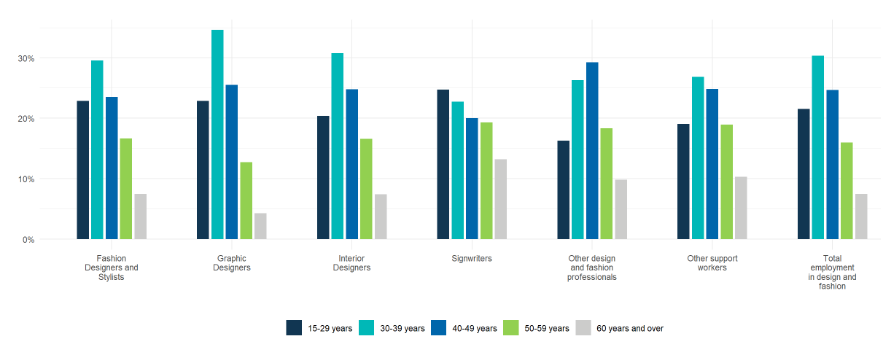 30%
20%
10%
0%
Fashion
Designers and
Stylists
Graphic
Designers
Interior
Designers
Signwriters
Other design
and fashion
professionals
Other support
workers
Total
employment
in design and
fashion
15-29 years 30-39 years 40-49 years 50-59 years 60 years and over